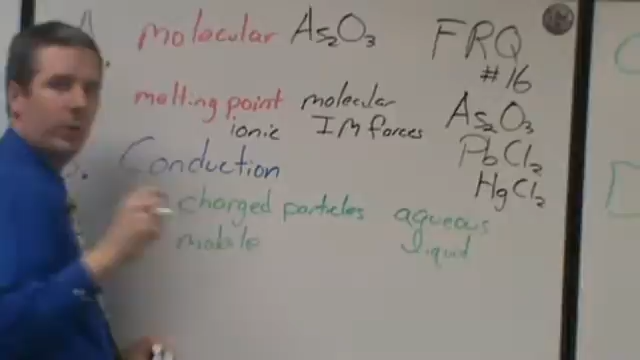 A. molecular As2O3
FRQ
#16
As2O3
PbCl2
HgCl2
melting point molecular
ionic IM forces
Conduction
charged particles aqueous
mobile liquid